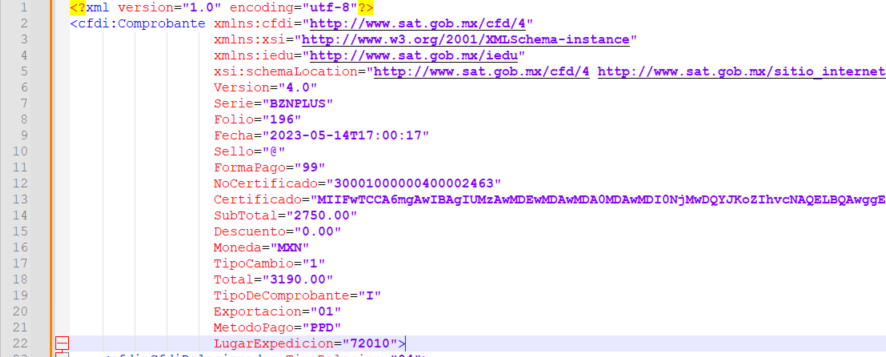 1 <?xml version="1.0" encoding="utf-8"?>
2 <cfdi:Comprobante xmlns:cfdi="http://www.sat.gob.mx/cfd/4"
3 xmlns:xsi="http://www.w3.org/2001/XMLSchema-instance"
4 xmlns:iedu="http://www.sat.gob.mx/iedu"
5 xsi:schemaLocation="http://www.sat.gob.mx/cfd/4 http://www.sat.gob.mx/sitio_internet
6 Version="4.0"
7 Serie="BZNPLUS"
8 Folio="196"
9 Fecha="2023-05-14T17:00:17"
10 Sello="@"
11 FormaPago="99"
12 NoCertificado="30001000000400002463"
13 Certificado="MIIFwTCCA6mgAwIBAgIUMzAwMDEwMDAwMDA0MDAwMDI0NjMwDQYJKoZIhvcNAQELBQAwggE
14 SubTotal="2750.00"
15 Descuento="0.00"
16 Moneda="MXN"
17 TipoCambio="1"
18 Total="3190.00"
19 TipoDeComprobante="I"
20 Exportacion="01"
21 MetodoPago="PPD"
22 LugarExpedicion="72010">